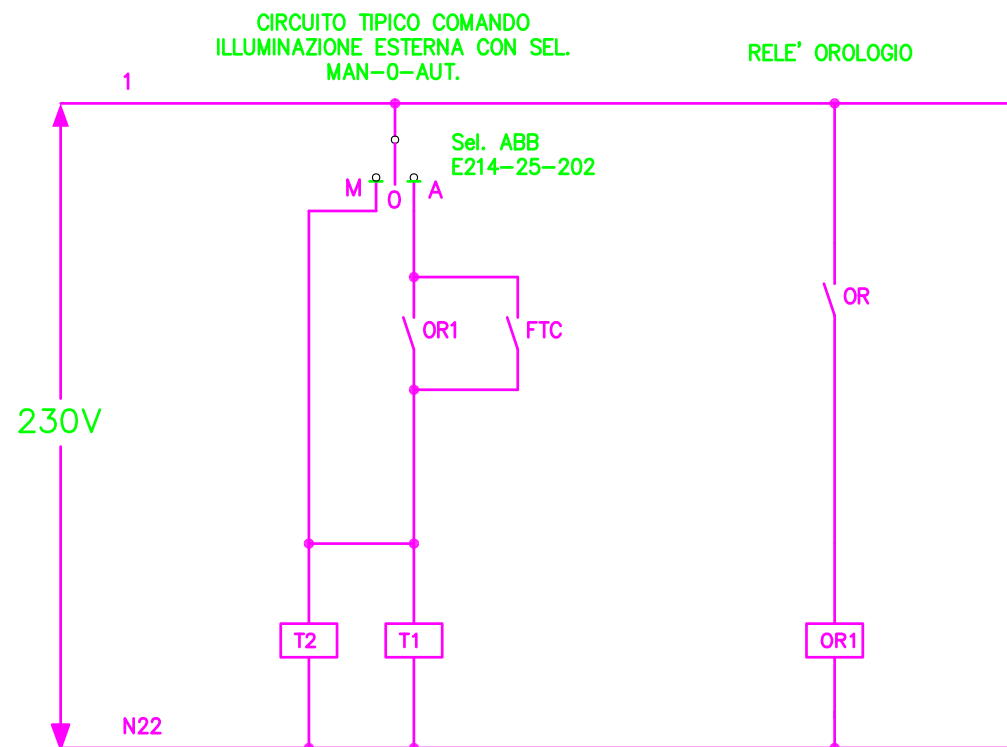 CIRCUITO TIPICO COMANDO
ILLUMINAZIONE ESTERNA CON SEL.
MAN-0-AUT.
RELE' OROLOGIO
1
Sel. ABB
E214-25-202
M
0
A
OR1
FTC
OR
230V
T2
T1
OR1
N22